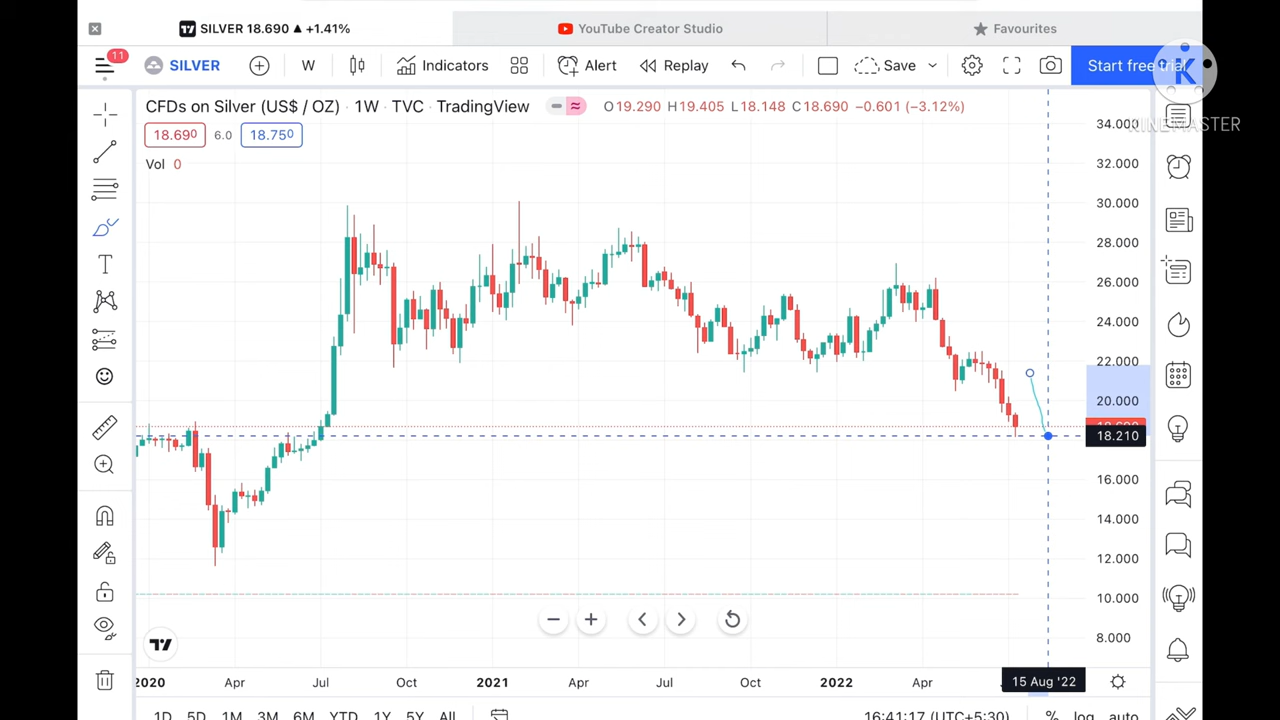 SILVER 18.690 ▲ +1.41%
YouTube Creator Studio
Favourites
11
SILVER
W
Indicators
Alert
Replay
Save
Start free trial
K
KINEMASTER
CFDs on Silver (US$ / OZ) · 1W · TVC · TradingView
O19.290 H19.405 L18.148 C18.690 −0.601 (−3.12%)
18.690 6.0 18.750
Vol 0
34.000
32.000
30.000
28.000
26.000
24.000
22.000
20.000
18.210
16.000
14.000
12.000
10.000
8.000
2020 Apr Jul Oct 2021 Apr Jul Oct 2022 Apr 15 Aug '22
1D 5D 1M 3M 6M YTD 1Y 5Y All 16:41:17 (UTC+5:30) % log auto